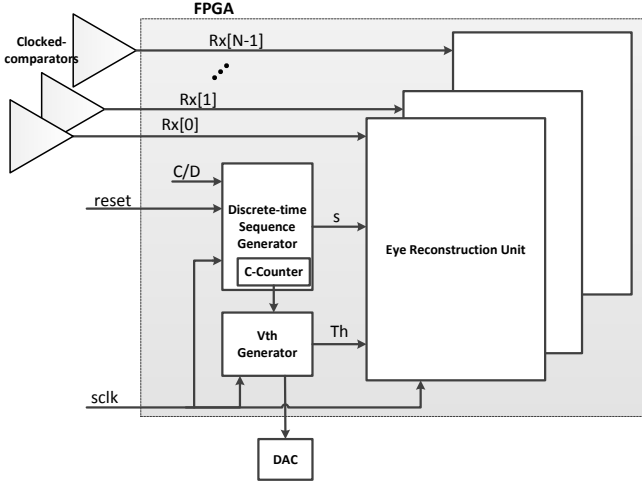 FPGA
Clocked-
comparators
Rx[N-1]
Rx[1]
Rx[0]
C/D
reset
Discrete-time
Sequence
Generator
s
Eye Reconstruction Unit
C-Counter
Vth
Generator
Th
sclk
DAC